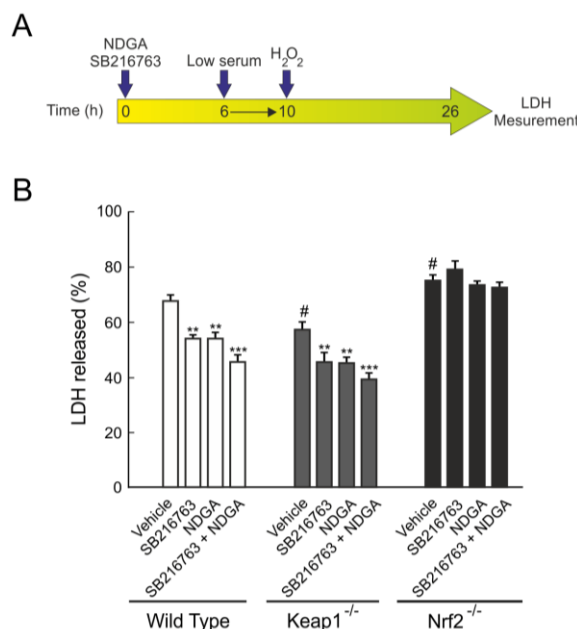 A
NDGA
SB216763
Low serum
H2O2
Time (h)
0
6
10
26
LDH
Mesurement
B
LDH released (%)
100
80
60
40
20
0
**
**
***
#
**
**
***
#
Vehicle
SB216763
NDGA
SB216763 + NDGA
Vehicle
SB216763
NDGA
SB216763 + NDGA
Vehicle
SB216763
NDGA
SB216763 + NDGA
Wild Type
Keap1-/-
Nrf2-/-